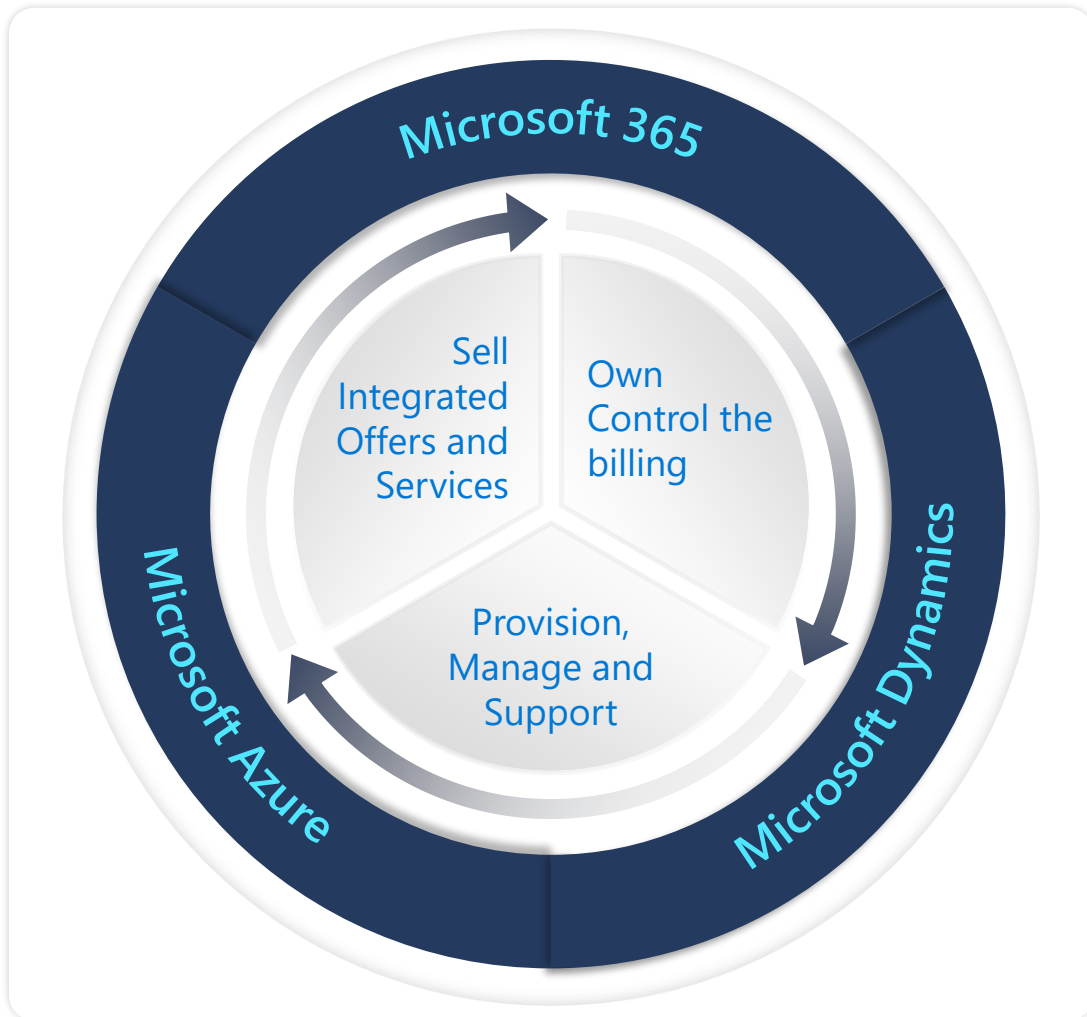 Microsoft 365
Sell
Integrated
Offers and
Services
Own
Control the
billing
Provision,
Manage and
Support
Microsoft Azure
Microsoft Dynamics